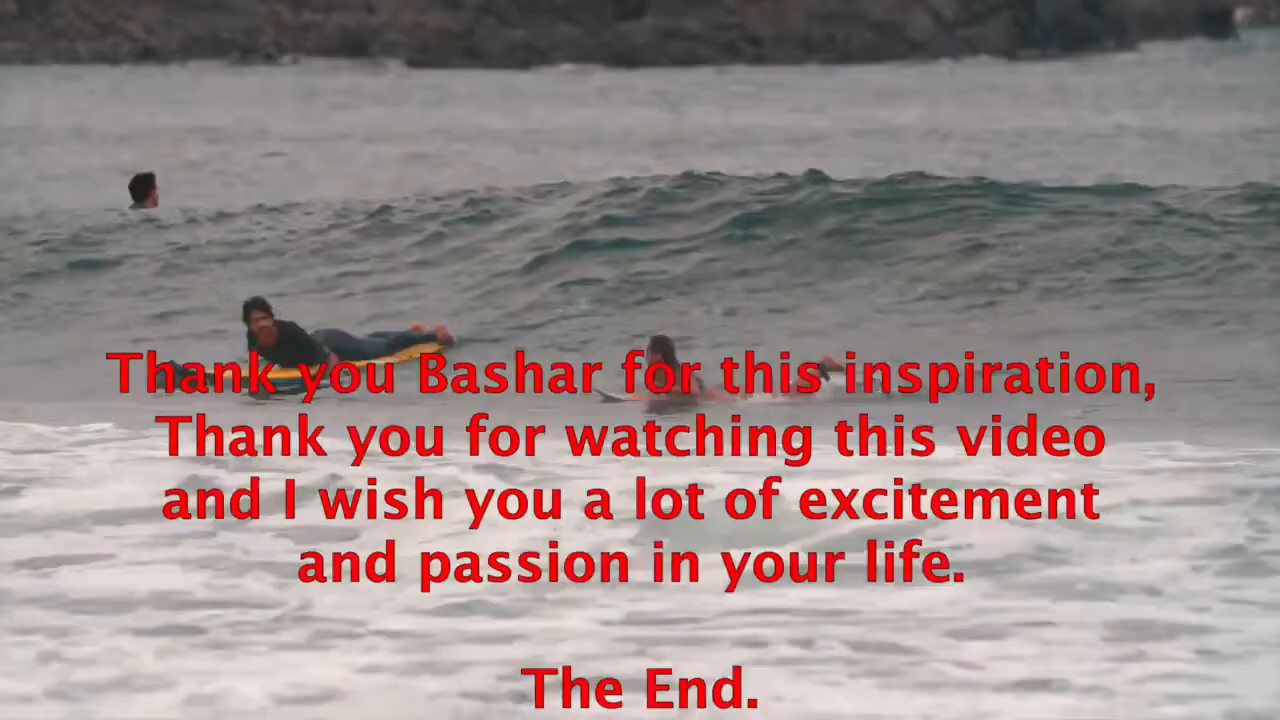 Thank you Bashar for this inspiration,
Thank you for watching this video
and I wish you a lot of excitement
and passion in your life.
The End.